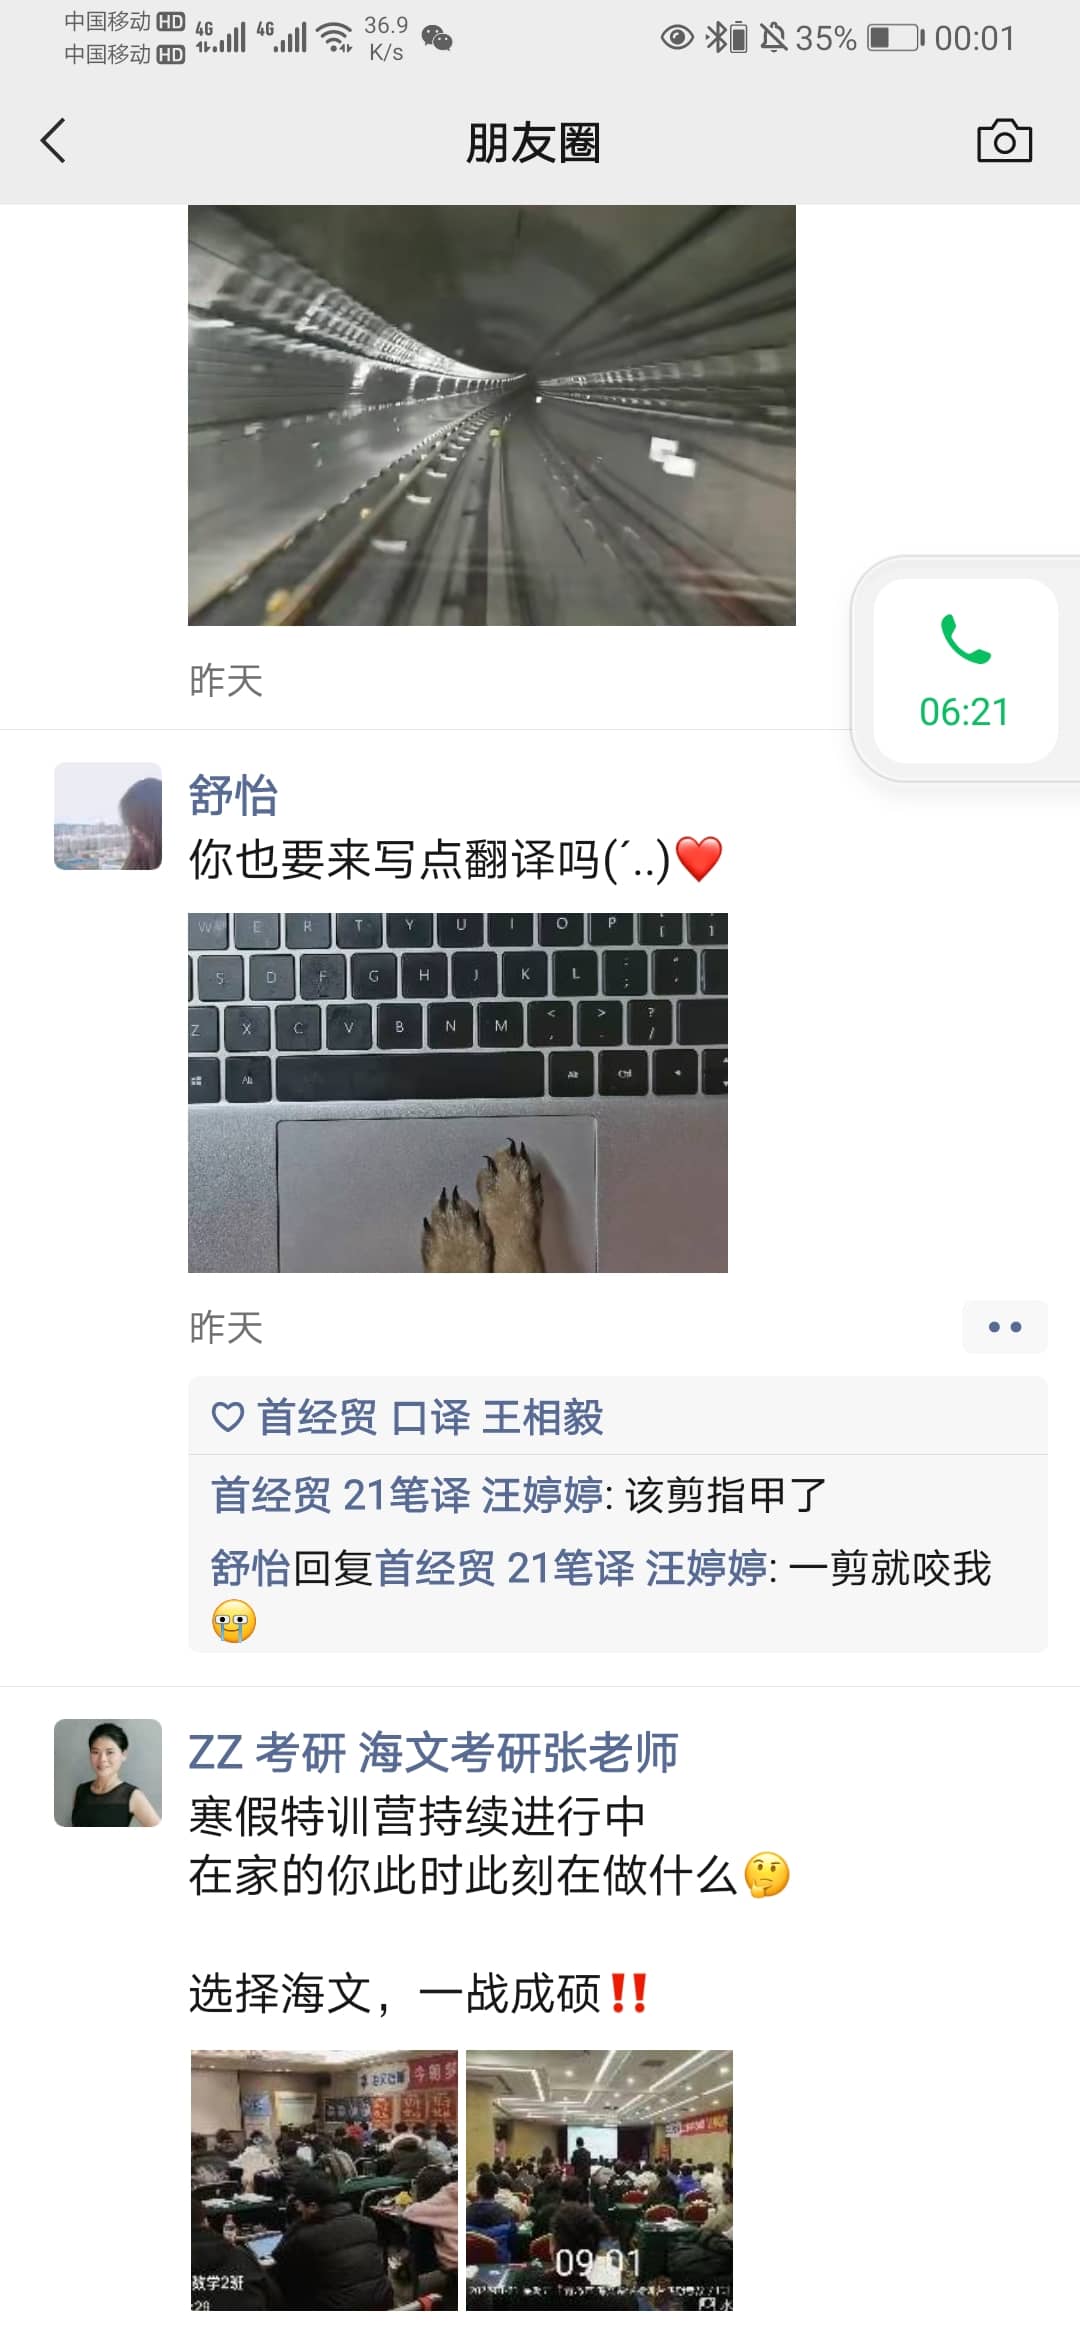 中国移动 HD
中国移动 HD
4G 4G 36.9 K/s 35% 00:01
朋友圈
昨天
06:21
舒怡
你也要来写点翻译吗(´..)❤️
W E R T Y U I O P [ ]
S D F G H J K L : ; " '
Z X C V B N M < , > . ? /
Alt Alt Ctrl
昨天
首经贸 口译 王相毅
首经贸 21笔译 汪婷婷: 该剪指甲了
舒怡回复首经贸 21笔译 汪婷婷: 一剪就咬我
😭
ZZ 考研 海文考研张老师
寒假特训营持续进行中
在家的你此时此刻在做什么🤔
选择海文，一战成硕‼️
数学2班
:28
09:01